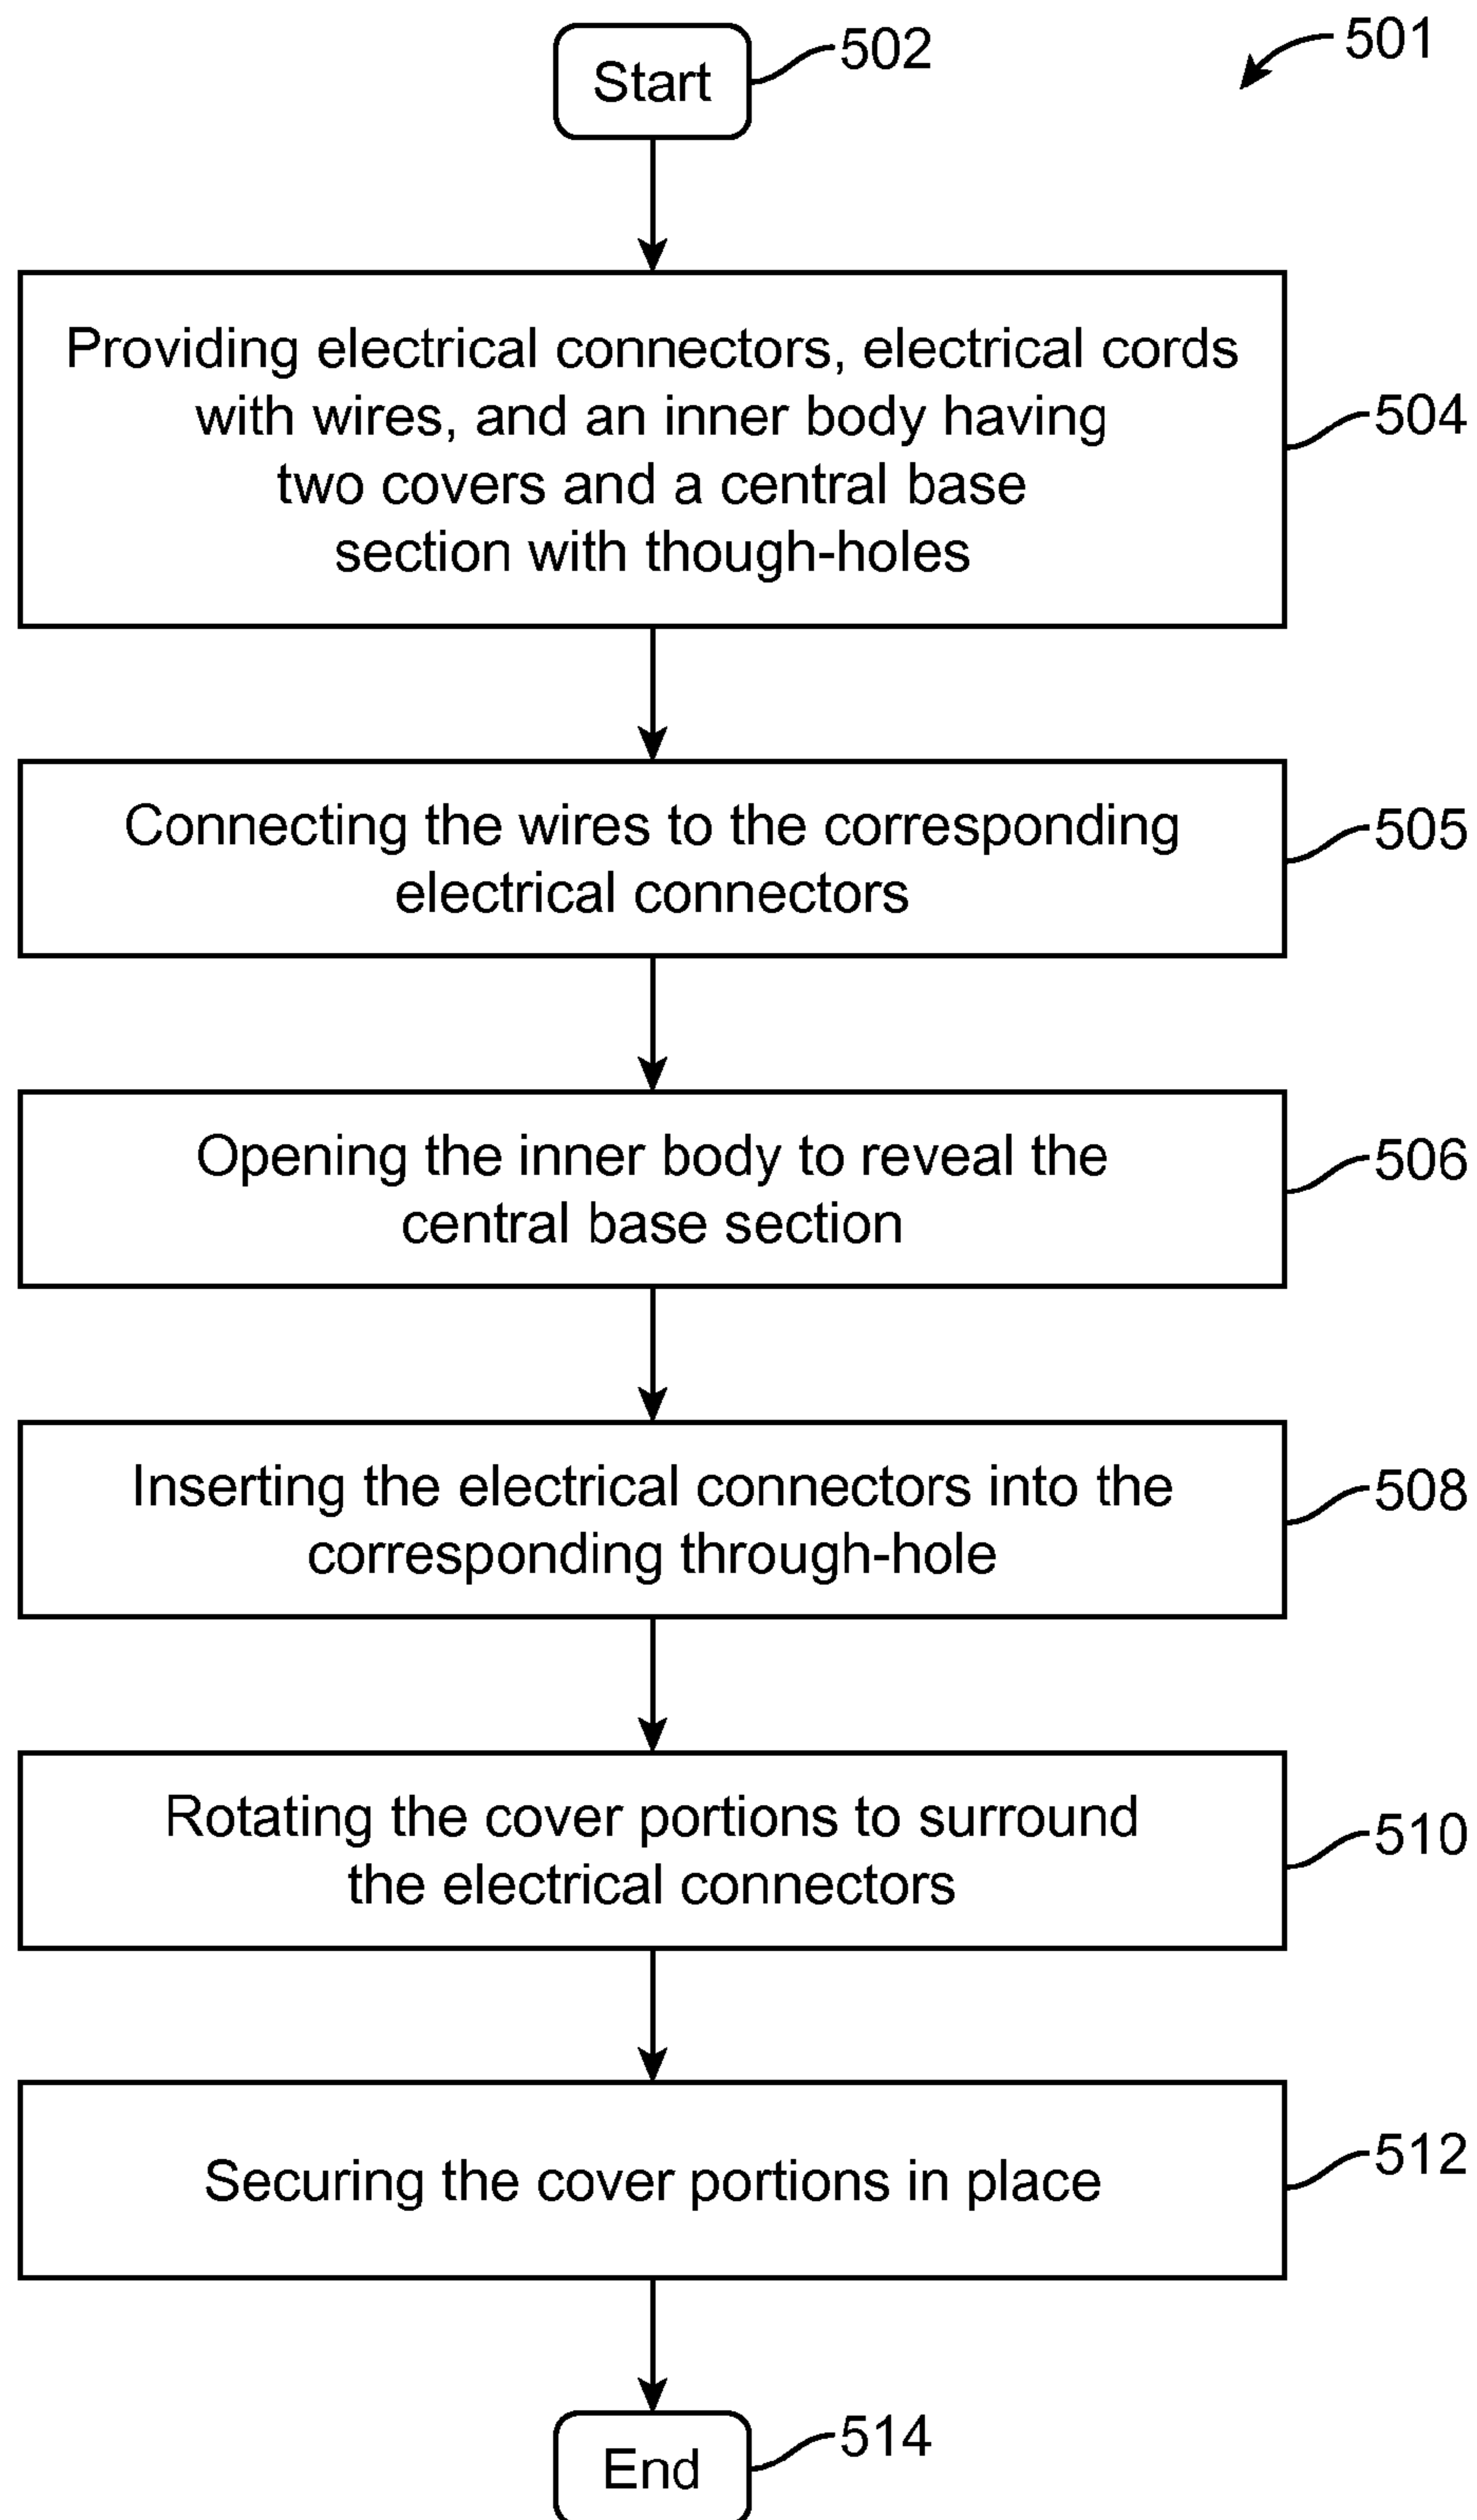 501
Start
502
Providing electrical connectors, electrical cords
with wires, and an inner body having
two covers and a central base
section with though-holes
504
Connecting the wires to the corresponding
electrical connectors
505
Opening the inner body to reveal the
central base section
506
Inserting the electrical connectors into the
corresponding through-hole
508
Rotating the cover portions to surround
the electrical connectors
510
Securing the cover portions in place
512
End
514